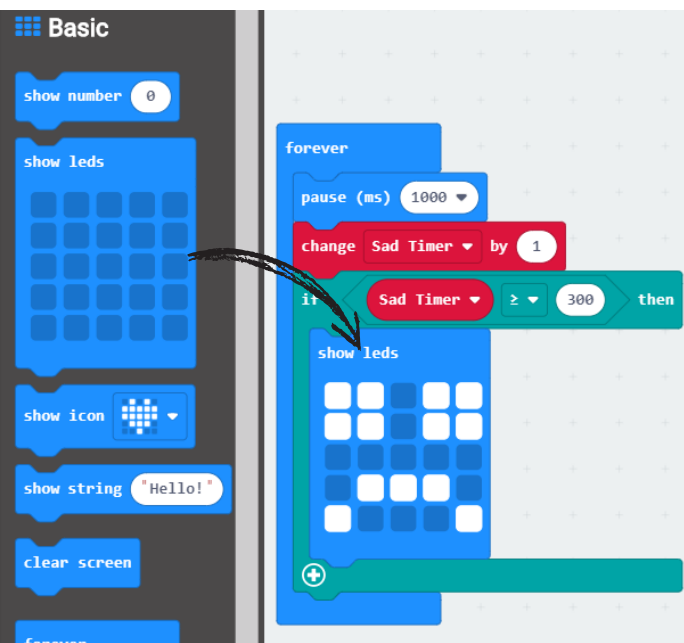 Basic
show number 0
show leds
show icon
show string "Hello!"
clear screen
forever
forever
pause (ms) 1000
change Sad Timer by 1
if Sad Timer ≥ 300 then
show leds